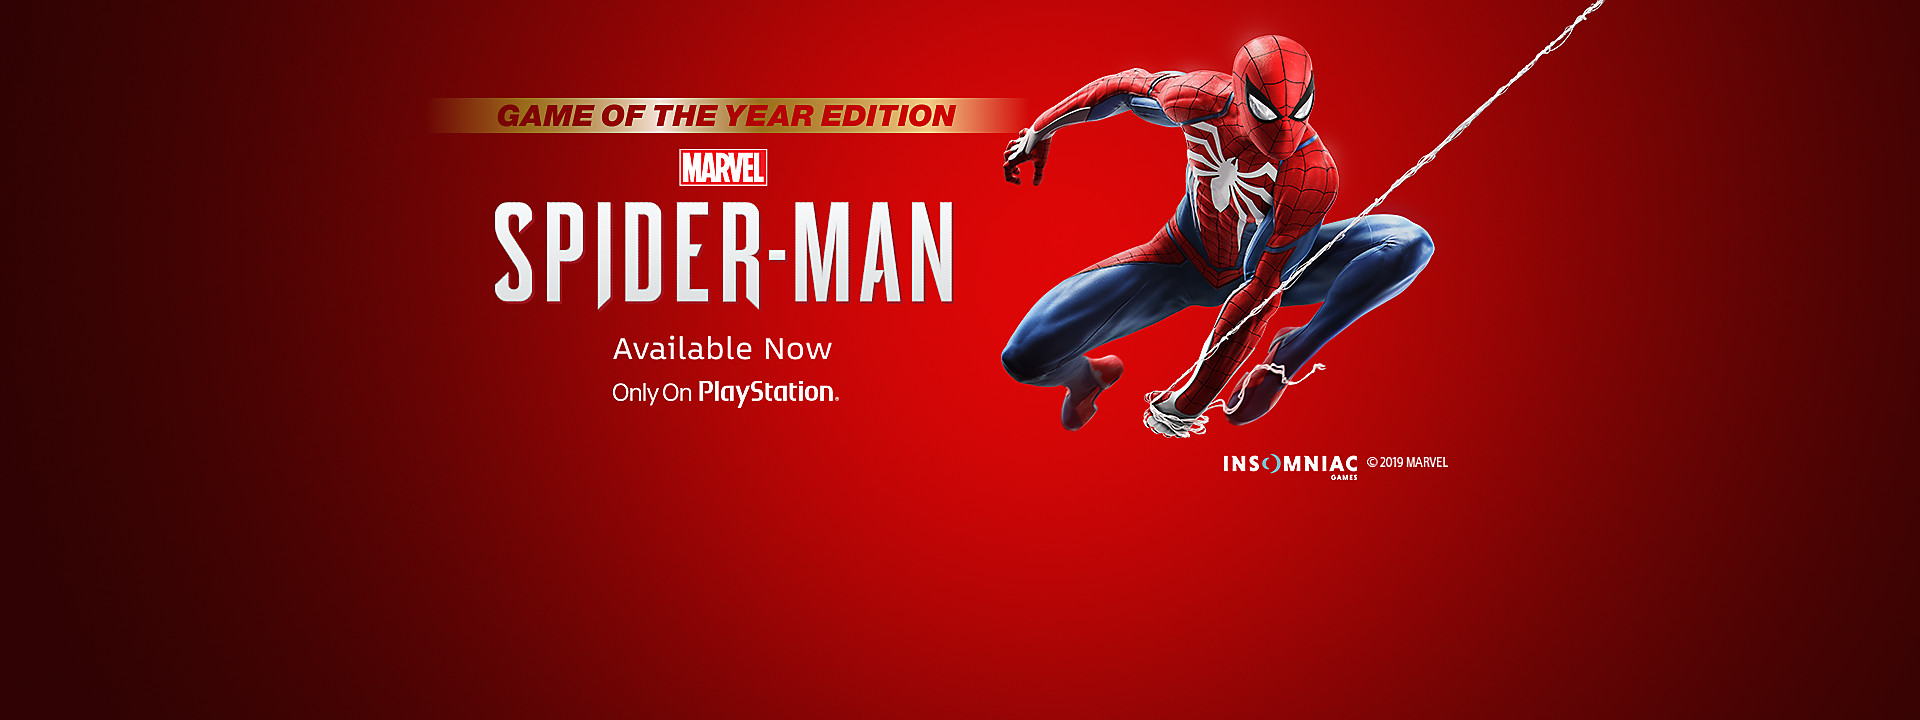 GAME OF THE YEAR EDITION
MARVEL
SPIDER-MAN
Available Now
Only On PlayStation®
INSOMNIAC
GAMES
© 2019 MARVEL